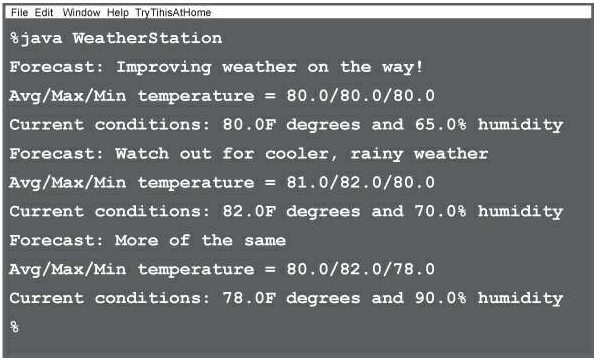 File Edit Window Help TryTihisAtHome
%java WeatherStation
Forecast: Improving weather on the way!
Avg/Max/Min temperature = 80.0/80.0/80.0
Current conditions: 80.0F degrees and 65.0% humidity
Forecast: Watch out for cooler, rainy weather
Avg/Max/Min temperature = 81.0/82.0/80.0
Current conditions: 82.0F degrees and 70.0% humidity
Forecast: More of the same
Avg/Max/Min temperature = 80.0/82.0/78.0
Current conditions: 78.0F degrees and 90.0% humidity
%